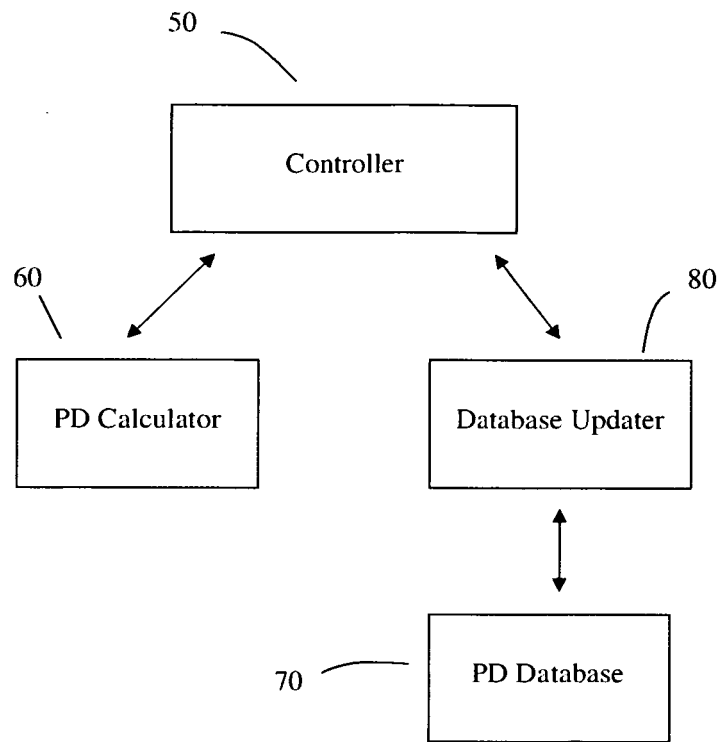 50
Controller
60
80
PD Calculator
Database Updater
70
PD Database